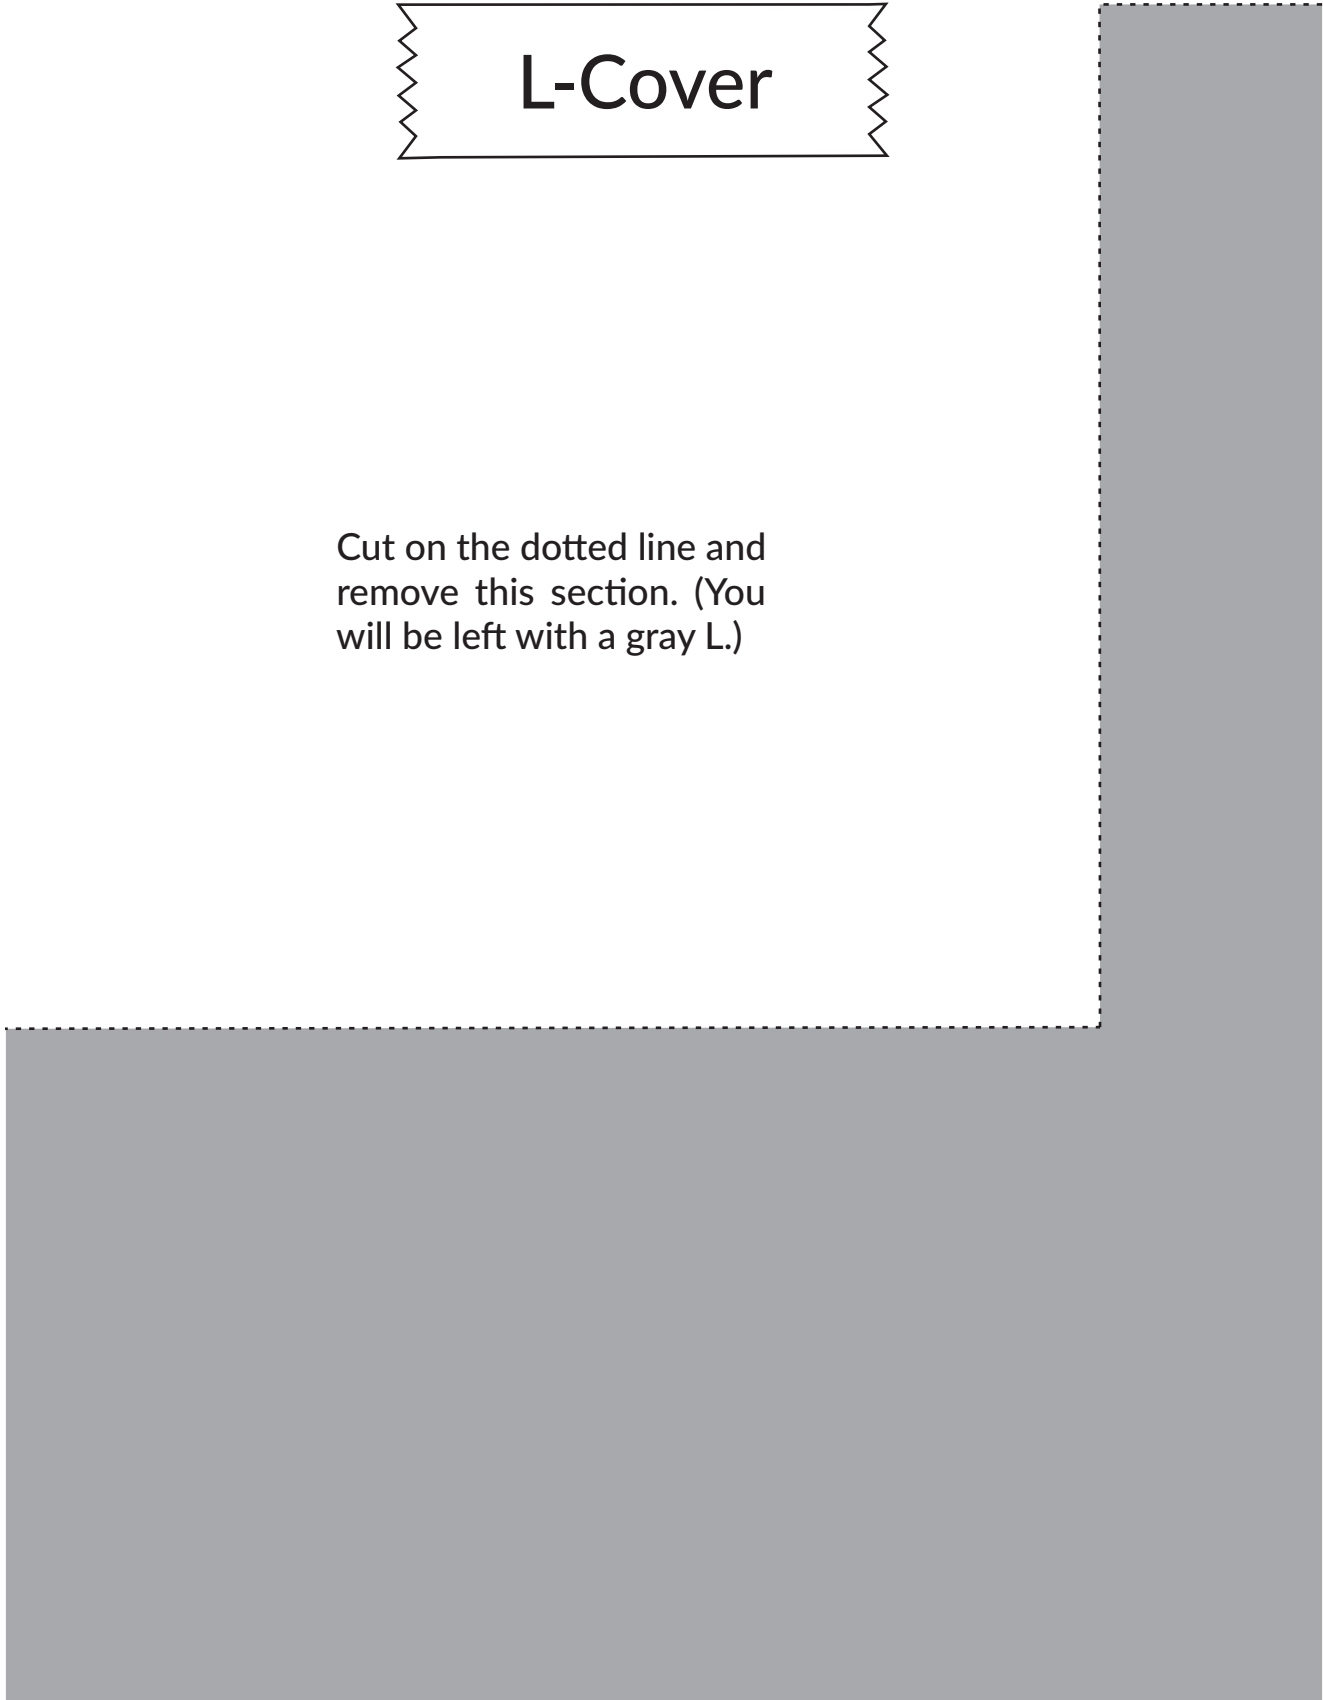 L-Cover
Cut on the dotted line and
remove this section. (You
will be left with a gray L.)